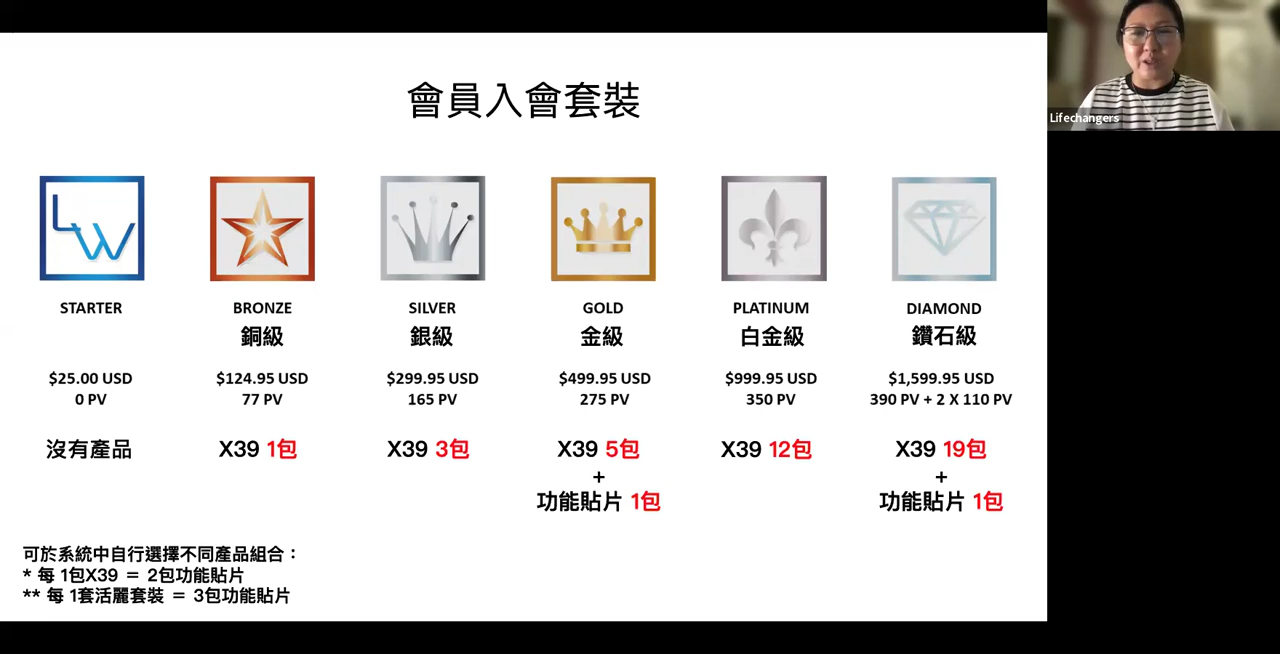 會員入會套裝
Lifechangers
LW
STARTER
$25.00 USD
0 PV
沒有產品
BRONZE
銅級
$124.95 USD
77 PV
X39 1包
SILVER
銀級
$299.95 USD
165 PV
X39 3包
GOLD
金級
$499.95 USD
275 PV
X39 5包
+
功能貼片 1包
PLATINUM
白金級
$999.95 USD
350 PV
X39 12包
DIAMOND
鑽石級
$1,599.95 USD
390 PV + 2 X 110 PV
X39 19包
+
功能貼片 1包
可於系統中自行選擇不同產品組合：
* 每 1包X39 ＝ 2包功能貼片
** 每 1套活麗套裝 ＝ 3包功能貼片